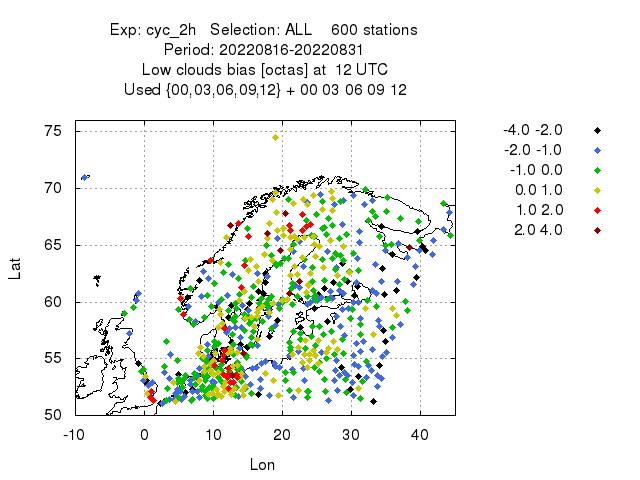 Exp: cyc_2h   Selection: ALL    600 stations
Period: 20220816-20220831
Low clouds bias [octas] at  12 UTC
Used {00,03,06,09,12} + 00 03 06 09 12
-4.0 -2.0
-2.0 -1.0
-1.0 0.0
0.0 1.0
1.0 2.0
2.0 4.0
75
70
65
60
55
50
Lat
-10 0 10 20 30 40
Lon